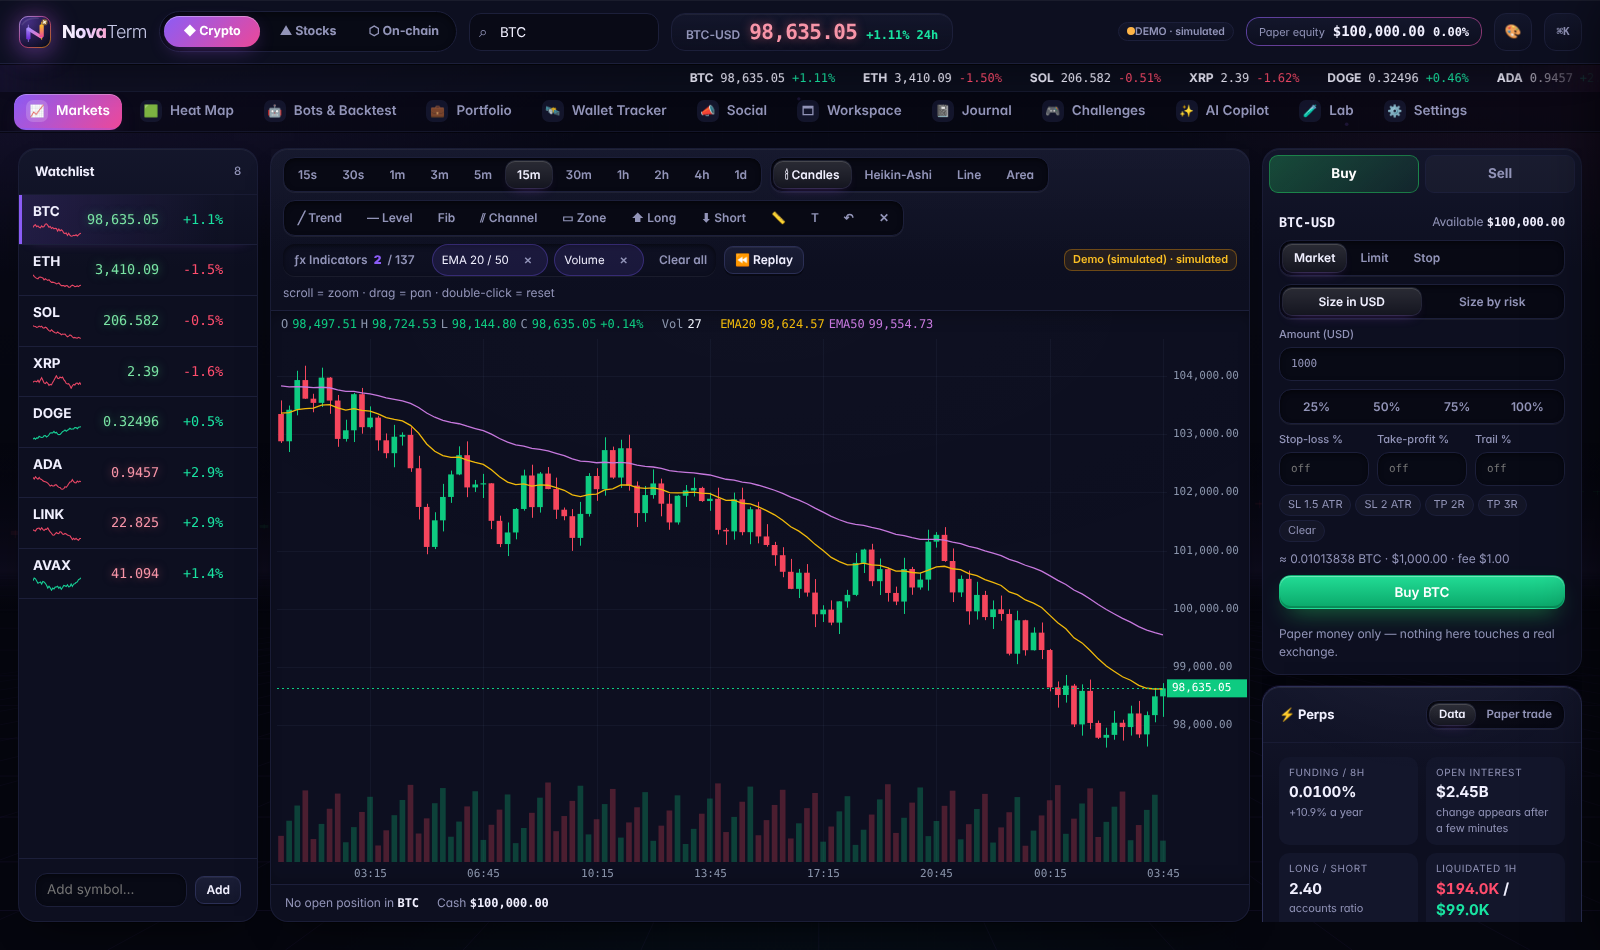 NovaTerm
◆ Crypto
▲ Stocks
⬡ On-chain
⌕ BTC
BTC-USD 98,635.05 +1.11% 24h
DEMO · simulated
Paper equity $100,000.00 0.00%
⌘K
BTC 98,635.05 +1.11% ETH 3,410.09 -1.50% SOL 206.582 -0.51% XRP 2.39 -1.62% DOGE 0.32496 +0.46% ADA 0.9457
Markets
Heat Map
Bots & Backtest
Portfolio
Wallet Tracker
Social
Workspace
Journal
Challenges
AI Copilot
Lab
Settings
Watchlist 8
BTC 98,635.05 +1.1%
ETH 3,410.09 -1.5%
SOL 206.582 -0.5%
XRP 2.39 -1.6%
DOGE 0.32496 +0.5%
ADA 0.9457 +2.9%
LINK 22.825 +2.9%
AVAX 41.094 +1.4%
Add symbol...
Add
15s 30s 1m 3m 5m 15m 30m 1h 2h 4h 1d
Candles Heikin-Ashi Line Area
Trend Level Fib Channel Zone Long Short T ↶ ✕
ƒx Indicators 2 / 137
EMA 20 / 50 ×
Volume ×
Clear all
⏪ Replay
Demo (simulated) · simulated
scroll = zoom · drag = pan · double-click = reset
O 98,497.51 H 98,724.53 L 98,144.80 C 98,635.05 +0.14% Vol 27 EMA20 98,624.57 EMA50 99,554.73
104,000.00
103,000.00
102,000.00
101,000.00
100,000.00
99,000.00
98,635.05
98,000.00
03:15 06:45 10:15 13:45 17:15 20:45 00:15 03:45
No open position in BTC Cash $100,000.00
Buy
Sell
BTC-USD Available $100,000.00
Market Limit Stop
Size in USD Size by risk
Amount (USD)
1000
25% 50% 75% 100%
Stop-loss % Take-profit % Trail %
off off off
SL 1.5 ATR SL 2 ATR TP 2R TP 3R
Clear
≈ 0.01013838 BTC · $1,000.00 · fee $1.00
Buy BTC
Paper money only — nothing here touches a real
exchange.
⚡ Perps
Data Paper trade
FUNDING / 8H
0.0100%
+10.9% a year
OPEN INTEREST
$2.45B
change appears after
a few minutes
LONG / SHORT
2.40
accounts ratio
LIQUIDATED 1H
$194.0K /
$99.0K